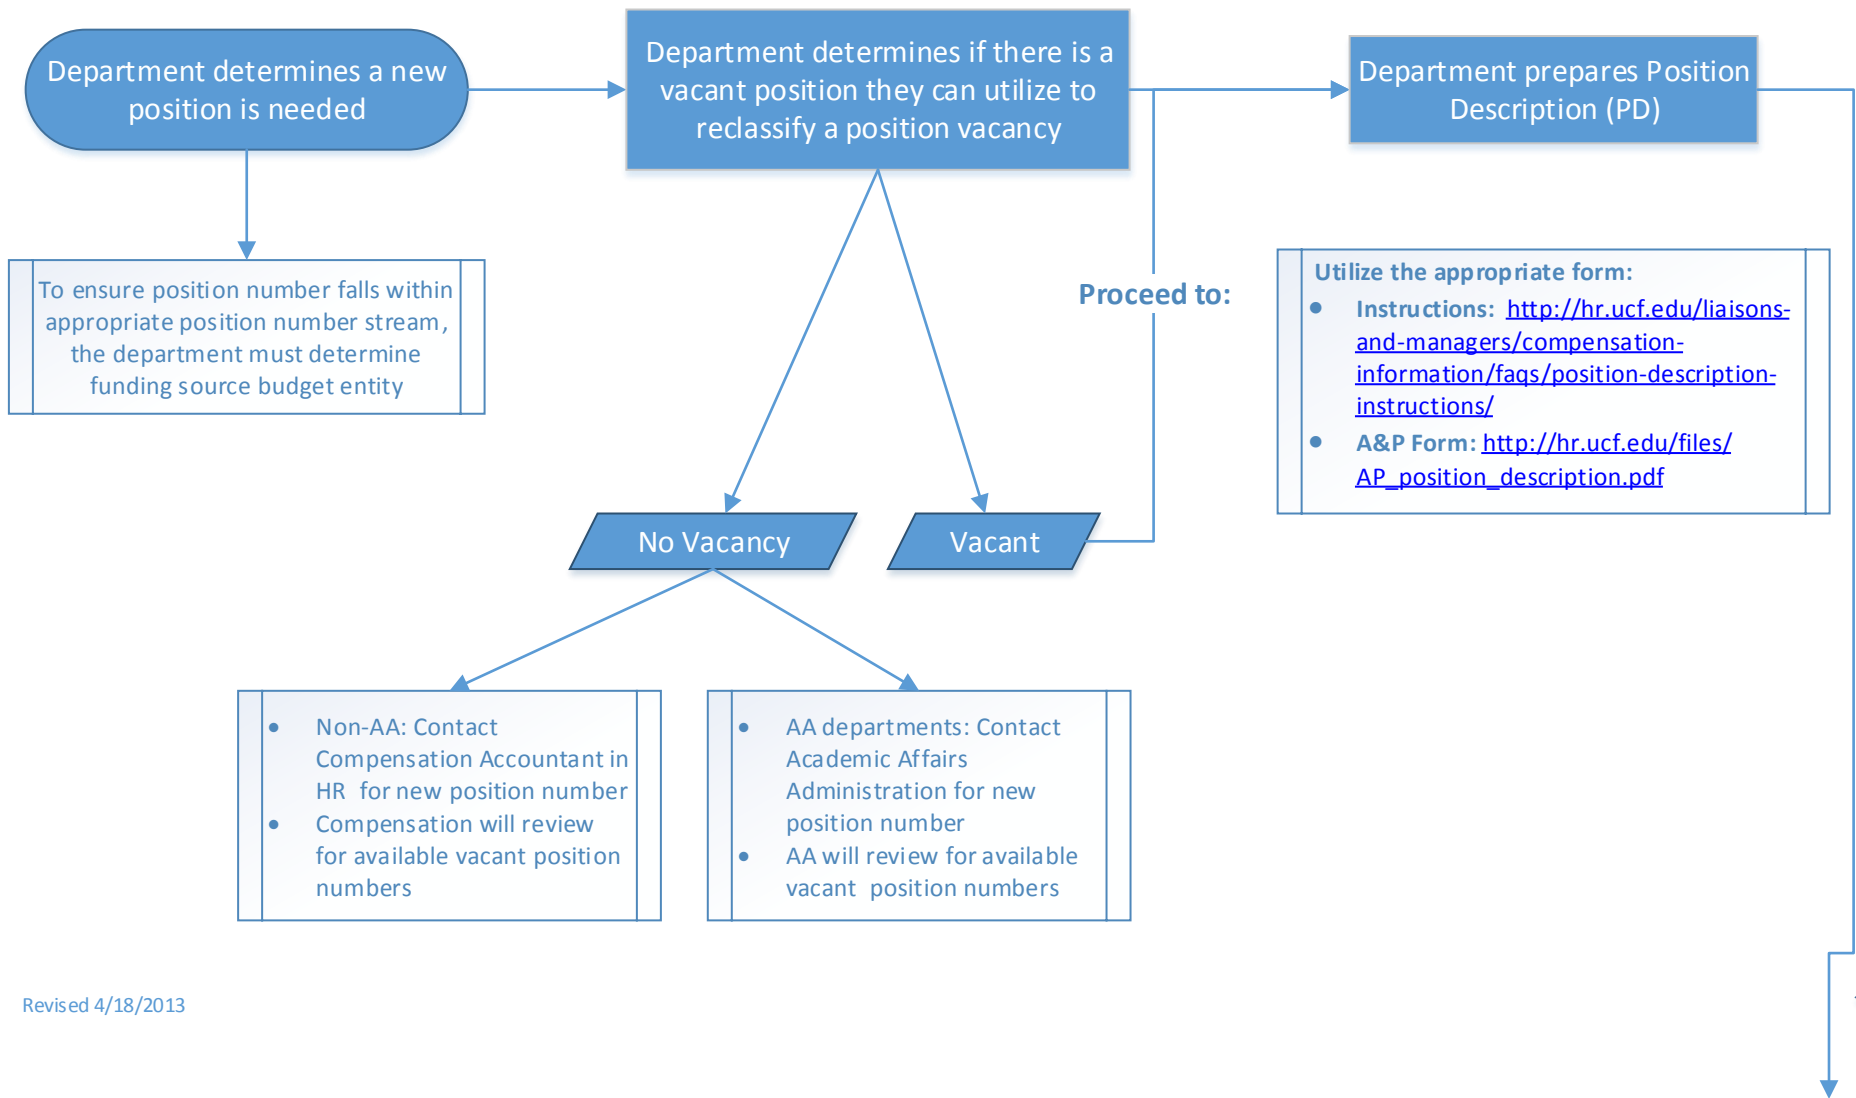 Department determines a new
position is needed
Department determines if there is a
vacant position they can utilize to
reclassify a position vacancy
Department prepares Position
Description (PD)
To ensure position number falls within
appropriate position number stream,
the department must determine
funding source budget entity
Proceed to:
Utilize the appropriate form:
• Instructions: http://hr.ucf.edu/liaisons-
and-managers/compensation-
information/faqs/position-description-
instructions/
• A&P Form: http://hr.ucf.edu/files/
AP_position_description.pdf
No Vacancy
Vacant
• Non-AA: Contact
Compensation Accountant in
HR for new position number
• Compensation will review
for available vacant position
numbers
• AA departments: Contact
Academic Affairs
Administration for new
position number
• AA will review for available
vacant position numbers
Revised 4/18/2013